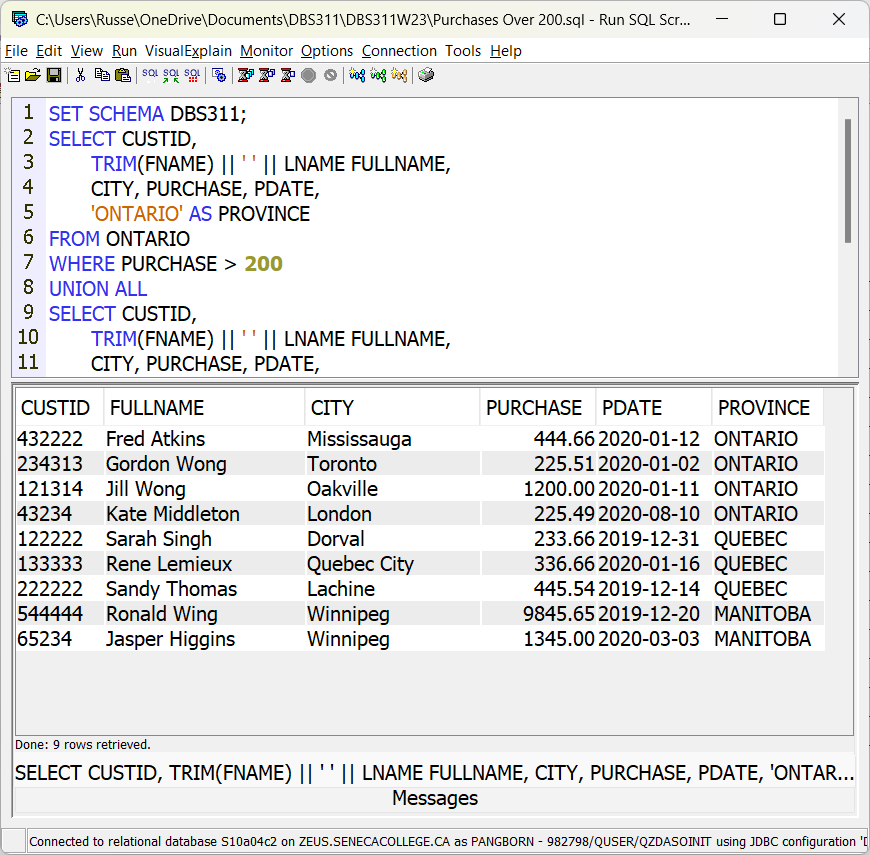 C:\Users\Russe\OneDrive\Documents\DBS311\DBS311W23\Purchases Over 200.sql - Run SQL Scr...
File Edit View Run VisualExplain Monitor Options Connection Tools Help
SQL SQL SQL
1 SET SCHEMA DBS311;
2 SELECT CUSTID,
3 TRIM(FNAME) || ' ' || LNAME FULLNAME,
4 CITY, PURCHASE, PDATE,
5 'ONTARIO' AS PROVINCE
6 FROM ONTARIO
7 WHERE PURCHASE > 200
8 UNION ALL
9 SELECT CUSTID,
10 TRIM(FNAME) || ' ' || LNAME FULLNAME,
11 CITY, PURCHASE, PDATE,
CUSTID FULLNAME CITY PURCHASE PDATE PROVINCE
432222 Fred Atkins Mississauga 444.66 2020-01-12 ONTARIO
234313 Gordon Wong Toronto 225.51 2020-01-02 ONTARIO
121314 Jill Wong Oakville 1200.00 2020-01-11 ONTARIO
43234 Kate Middleton London 225.49 2020-08-10 ONTARIO
122222 Sarah Singh Dorval 233.66 2019-12-31 QUEBEC
133333 Rene Lemieux Quebec City 336.66 2020-01-16 QUEBEC
222222 Sandy Thomas Lachine 445.54 2019-12-14 QUEBEC
544444 Ronald Wing Winnipeg 9845.65 2019-12-20 MANITOBA
65234 Jasper Higgins Winnipeg 1345.00 2020-03-03 MANITOBA
Done: 9 rows retrieved.
SELECT CUSTID, TRIM(FNAME) || ' ' || LNAME FULLNAME, CITY, PURCHASE, PDATE, 'ONTAR...
Messages
Connected to relational database S10a04c2 on ZEUS.SENECACOLLEGE.CA as PANGBORN - 982798/QUSER/QZDASOINIT using JDBC configuration